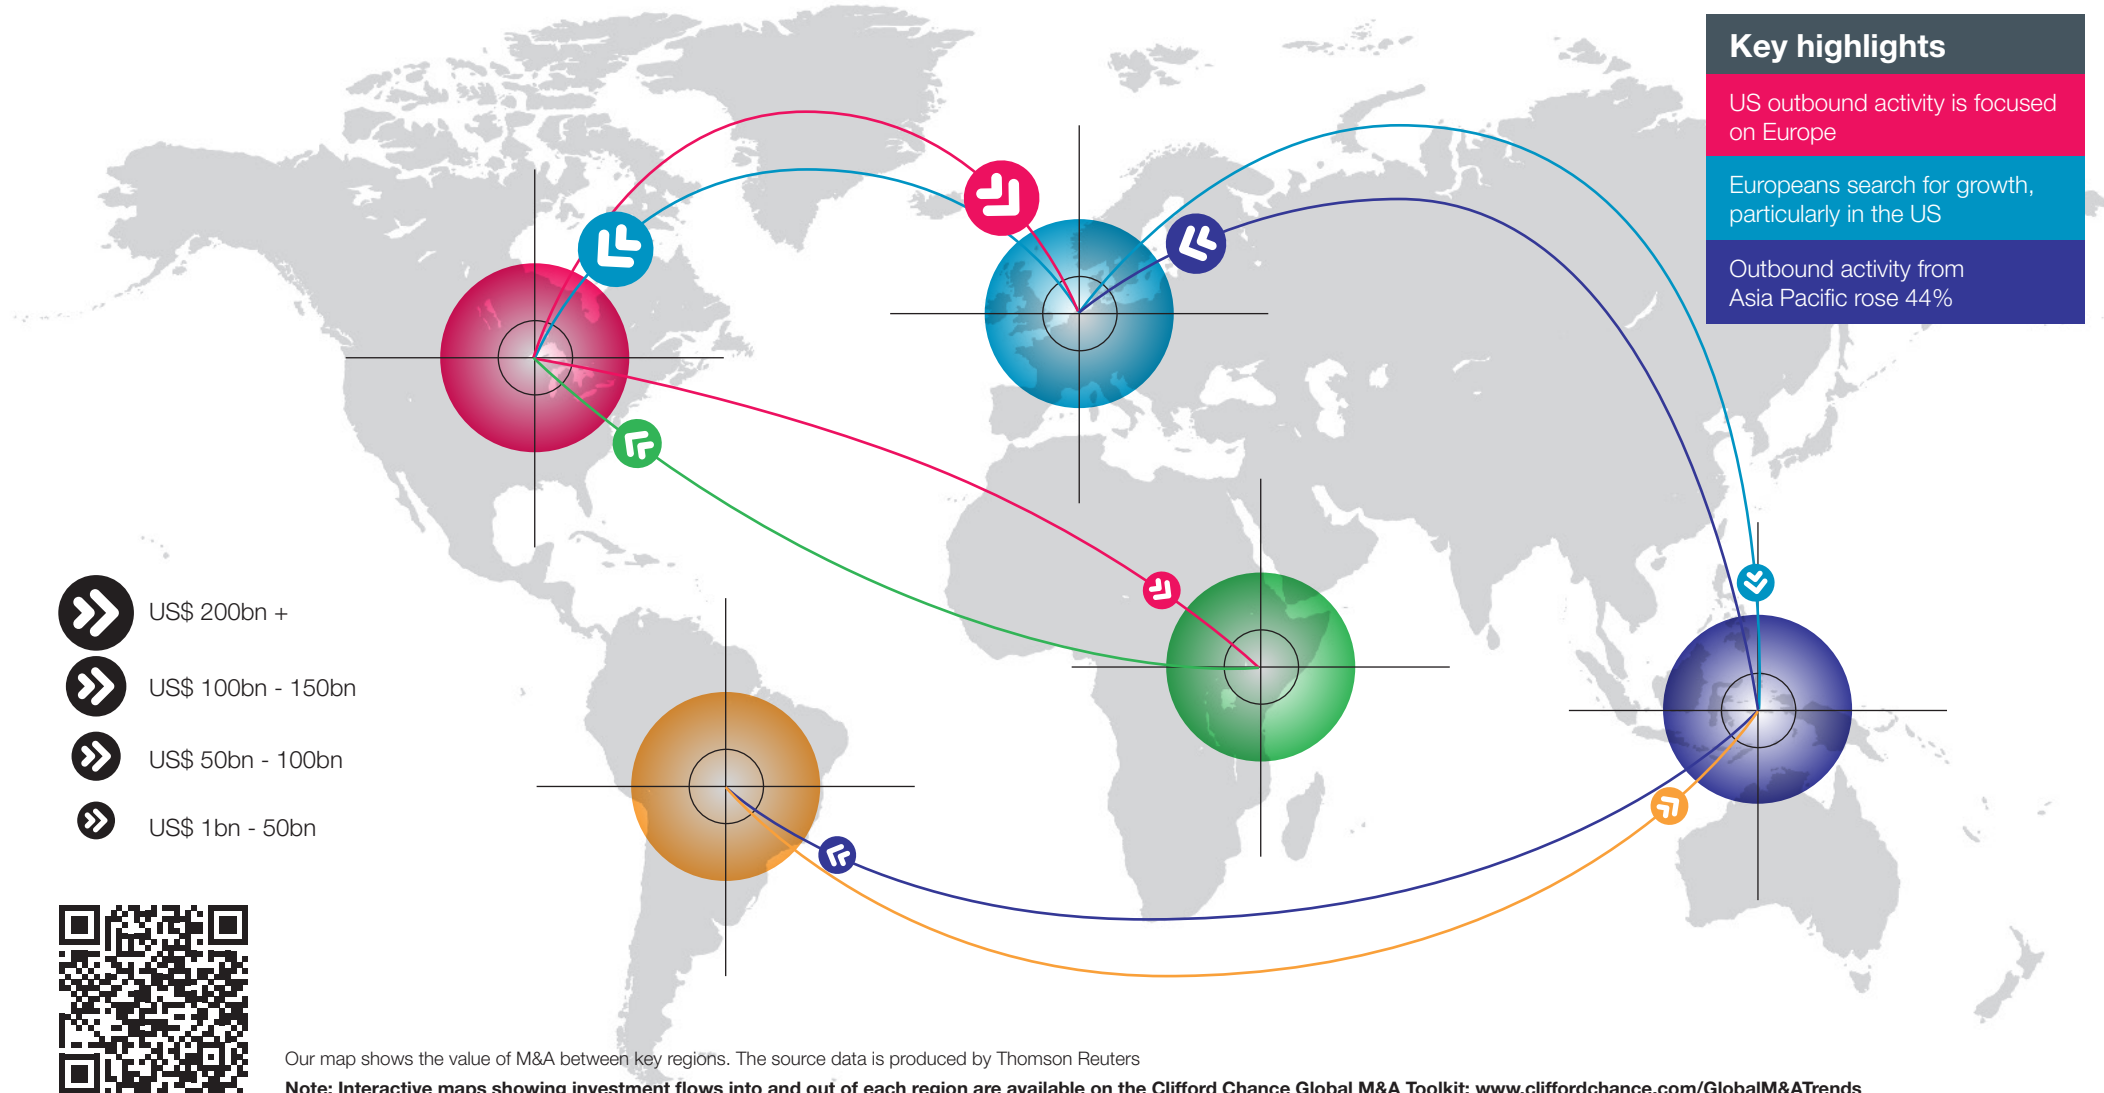 Key highlights
US outbound activity is focused
on Europe
Europeans search for growth,
particularly in the US
Outbound activity from
Asia Pacific rose 44%
US$ 200bn +
US$ 100bn - 150bn
US$ 50bn - 100bn
US$ 1bn - 50bn
Our map shows the value of M&A between key regions. The source data is produced by Thomson Reuters
Note: Interactive maps showing investment flows into and out of each region are available on the Clifford Chance Global M&A Toolkit: www.cliffordchance.com/GlobalM&ATrends